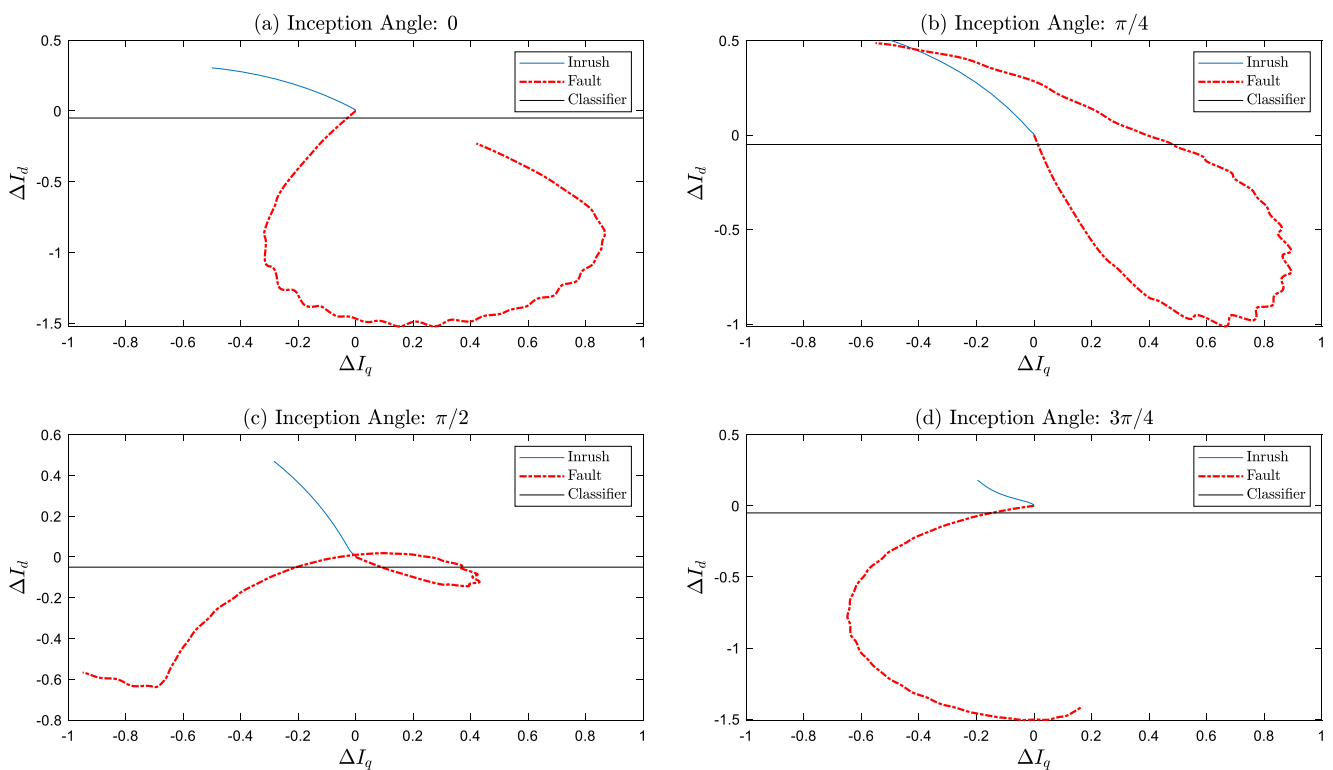 (a) Inception Angle: 0
0.5
0
-0.5
-1
-1.5
ΔI_d
-1 -0.8 -0.6 -0.4 -0.2 0 0.2 0.4 0.6 0.8 1
ΔI_q
Inrush
Fault
Classifier
(b) Inception Angle: π/4
0.5
0
-0.5
-1
ΔI_d
-1 -0.8 -0.6 -0.4 -0.2 0 0.2 0.4 0.6 0.8 1
ΔI_q
Inrush
Fault
Classifier
(c) Inception Angle: π/2
0.6
0.4
0.2
0
-0.2
-0.4
-0.6
-0.8
ΔI_d
-1 -0.8 -0.6 -0.4 -0.2 0 0.2 0.4 0.6 0.8 1
ΔI_q
Inrush
Fault
Classifier
(d) Inception Angle: 3π/4
0.5
0
-0.5
-1
-1.5
ΔI_d
-1 -0.8 -0.6 -0.4 -0.2 0 0.2 0.4 0.6 0.8 1
ΔI_q
Inrush
Fault
Classifier